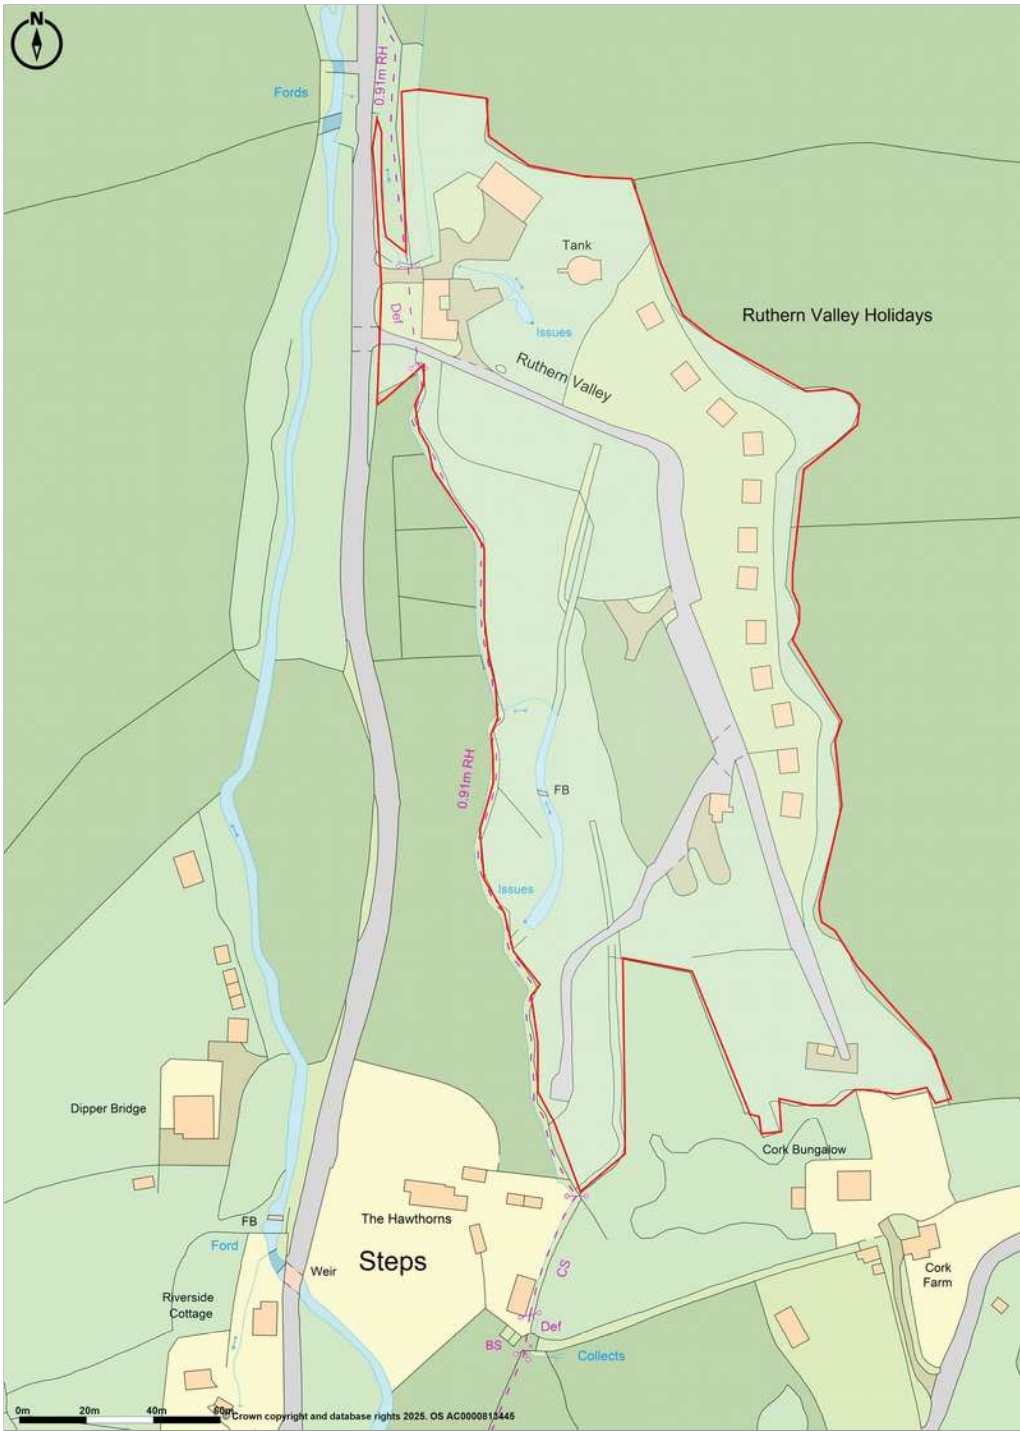 N
0.91m RH
Fords
Tank
Ruthern Valley Holidays
Def
Issues
Ruthern Valley
0.91m RH
FB
Issues
Dipper Bridge
Cork Bungalow
The Hawthorns
FB
Steps
Ford
Weir
CS
Cork
Farm
Riverside
Cottage
Def
BS
Collects
0m 20m 40m 60m
© Crown copyright and database rights 2025. OS AC0000813445